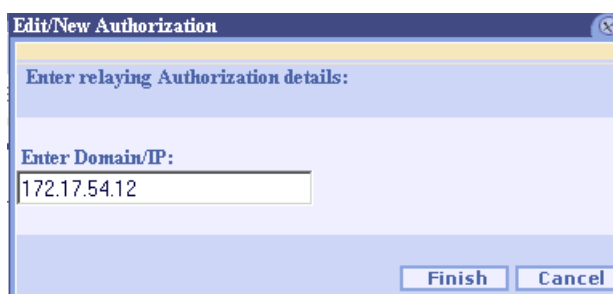 Edit/New Authorization
Enter relaying Authorization details:
Enter Domain/IP:
172.17.54.12
Finish Cancel